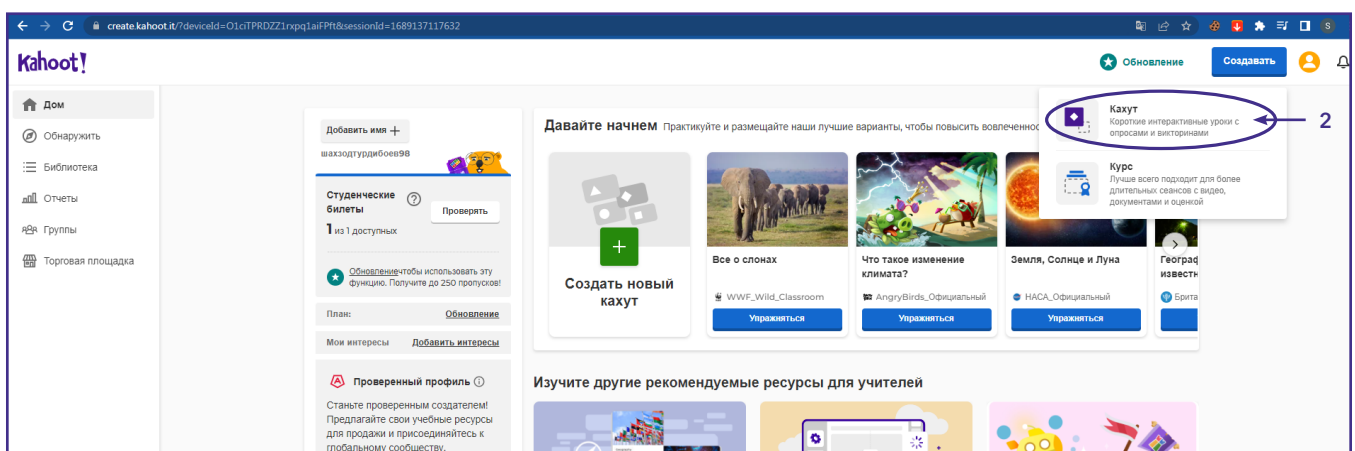 create.kahoot.it/?deviceId=O1ciTPRDZZ1rxpq1aiFPft&sessionId=1689137117632
S
Kahoot!
Обновление
Создавать
Дом
Обнаружить
Библиотека
Отчеты
Группы
Торговая площадка
Добавить имя +
шахзодтурдибоев98
Студенческие
билеты
Проверять
1 из 1 доступных
Обновлениечтобы использовать эту
функцию. Получите до 250 пропусков!
План:
Обновление
Мои интересы
Добавить интересы
Проверенный профиль
Станьте проверенным создателем!
Предлагайте свои учебные ресурсы
для продажи и присоединяйтесь к
глобальному сообществу.
Давайте начнем Практикуйте и размещайте наши лучшие варианты, чтобы повысить вовлеченнос
Кахут
Короткие интерактивные уроки с
опросами и викторинами
2
Курс
Лучше всего подходит для более
длительных сеансов с видео,
документами и оценкой
Создать новый
кахут
Все о слонах
WWF_Wild_Classroom
Упражняться
Что такое изменение
климата?
AngryBirds_Официальный
Упражняться
Земля, Солнце и Луна
НАСА_Официальный
Упражняться
Географ
известн
Брита
Изучите другие рекомендуемые ресурсы для учителей